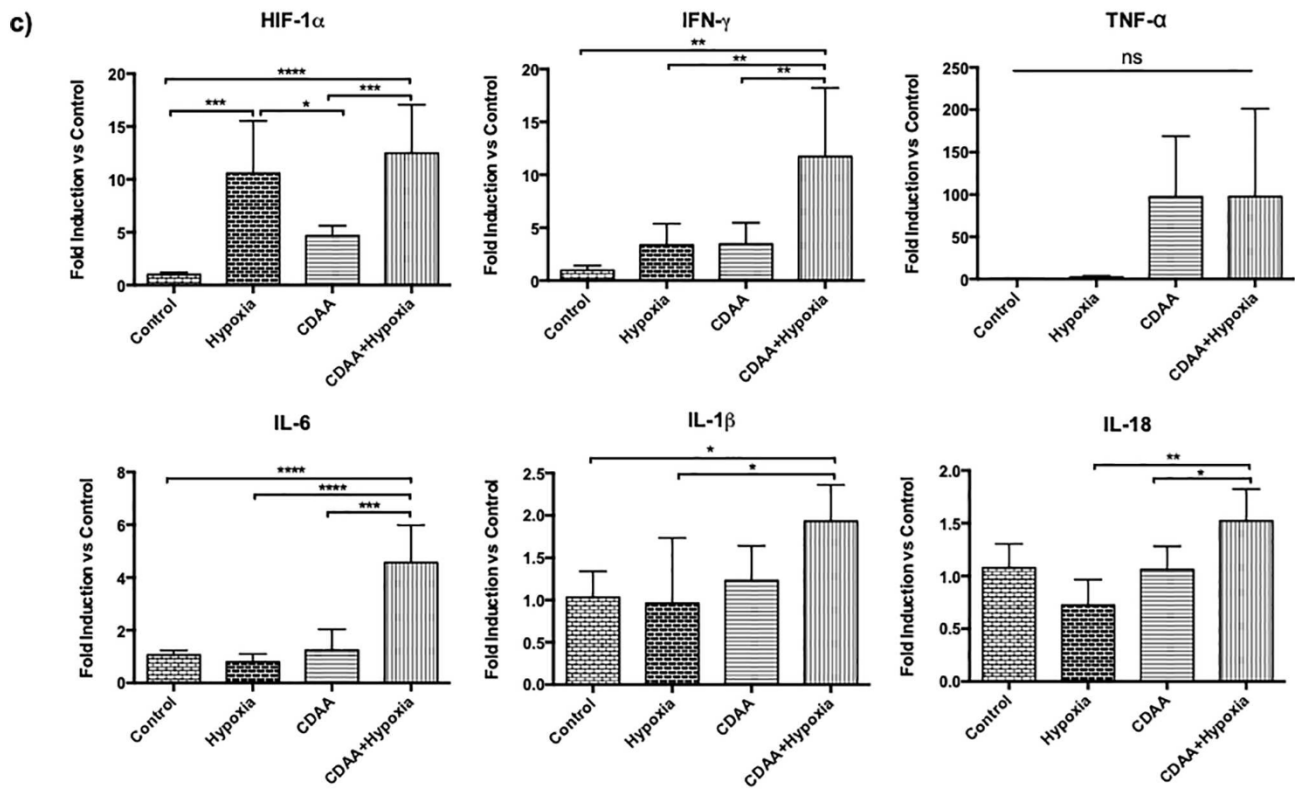 c)
HIF-1α
Fold Induction vs Control
20
15
10
5
0
****
***
*
***
Control
Hypoxia
CDAA
CDAA+Hypoxia
IFN-γ
Fold Induction vs Control
20
15
10
5
0
**
**
**
Control
Hypoxia
CDAA
CDAA+Hypoxia
TNF-α
Fold Induction vs Control
250
200
150
100
50
0
ns
Control
Hypoxia
CDAA
CDAA+Hypoxia
IL-6
Fold Induction vs Control
8
6
4
2
0
****
****
***
Control
Hypoxia
CDAA
CDAA+Hypoxia
IL-1β
Fold Induction vs Control
2.5
2.0
1.5
1.0
0.5
0.0
*
*
Control
Hypoxia
CDAA
CDAA+Hypoxia
IL-18
Fold Induction vs Control
2.0
1.5
1.0
0.5
0.0
**
*
Control
Hypoxia
CDAA
CDAA+Hypoxia